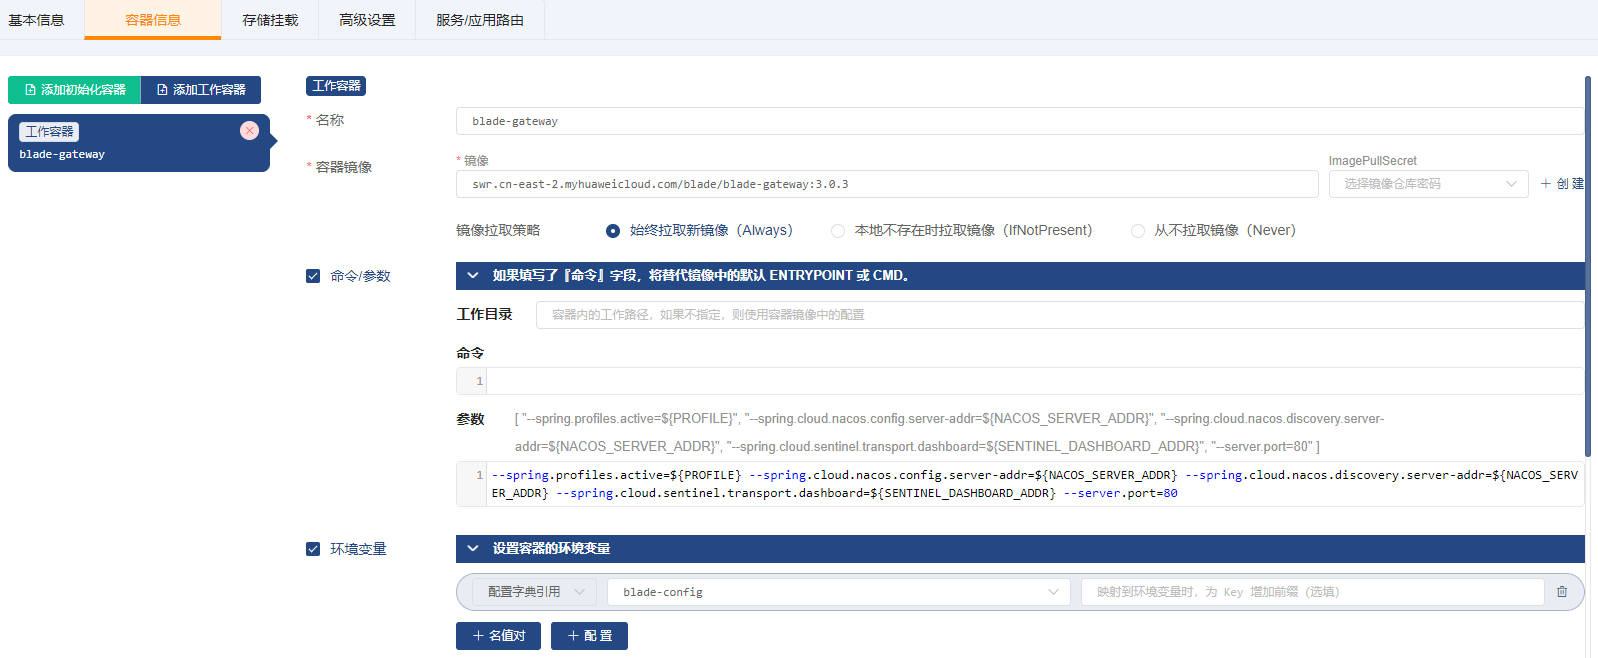 基本信息 容器信息 存储挂载 高级设置 服务/应用路由
添加初始化容器 添加工作容器
工作容器
blade-gateway
工作容器
* 名称 blade-gateway
* 容器镜像
* 镜像 ImagePullSecret
swr.cn-east-2.myhuaweicloud.com/blade/blade-gateway:3.0.3 选择镜像仓库密码 + 创建
镜像拉取策略 始终拉取新镜像（Always） 本地不存在时拉取镜像（IfNotPresent） 从不拉取镜像（Never）
命令/参数 如果填写了『命令』字段，将替代镜像中的默认 ENTRYPOINT 或 CMD。
工作目录 容器内的工作路径，如果不指定，则使用容器镜像中的配置
命令
1
参数 [ "--spring.profiles.active=${PROFILE}", "--spring.cloud.nacos.config.server-addr=${NACOS_SERVER_ADDR}", "--spring.cloud.nacos.discovery.server-
addr=${NACOS_SERVER_ADDR}", "--spring.cloud.sentinel.transport.dashboard=${SENTINEL_DASHBOARD_ADDR}", "--server.port=80" ]
1 --spring.profiles.active=${PROFILE} --spring.cloud.nacos.config.server-addr=${NACOS_SERVER_ADDR} --spring.cloud.nacos.discovery.server-addr=${NACOS_SERV
ER_ADDR} --spring.cloud.sentinel.transport.dashboard=${SENTINEL_DASHBOARD_ADDR} --server.port=80
环境变量 设置容器的环境变量
配置字典引用 blade-config 映射到环境变量时，为 Key 增加前缀（选填）
+ 名值对 + 配 置